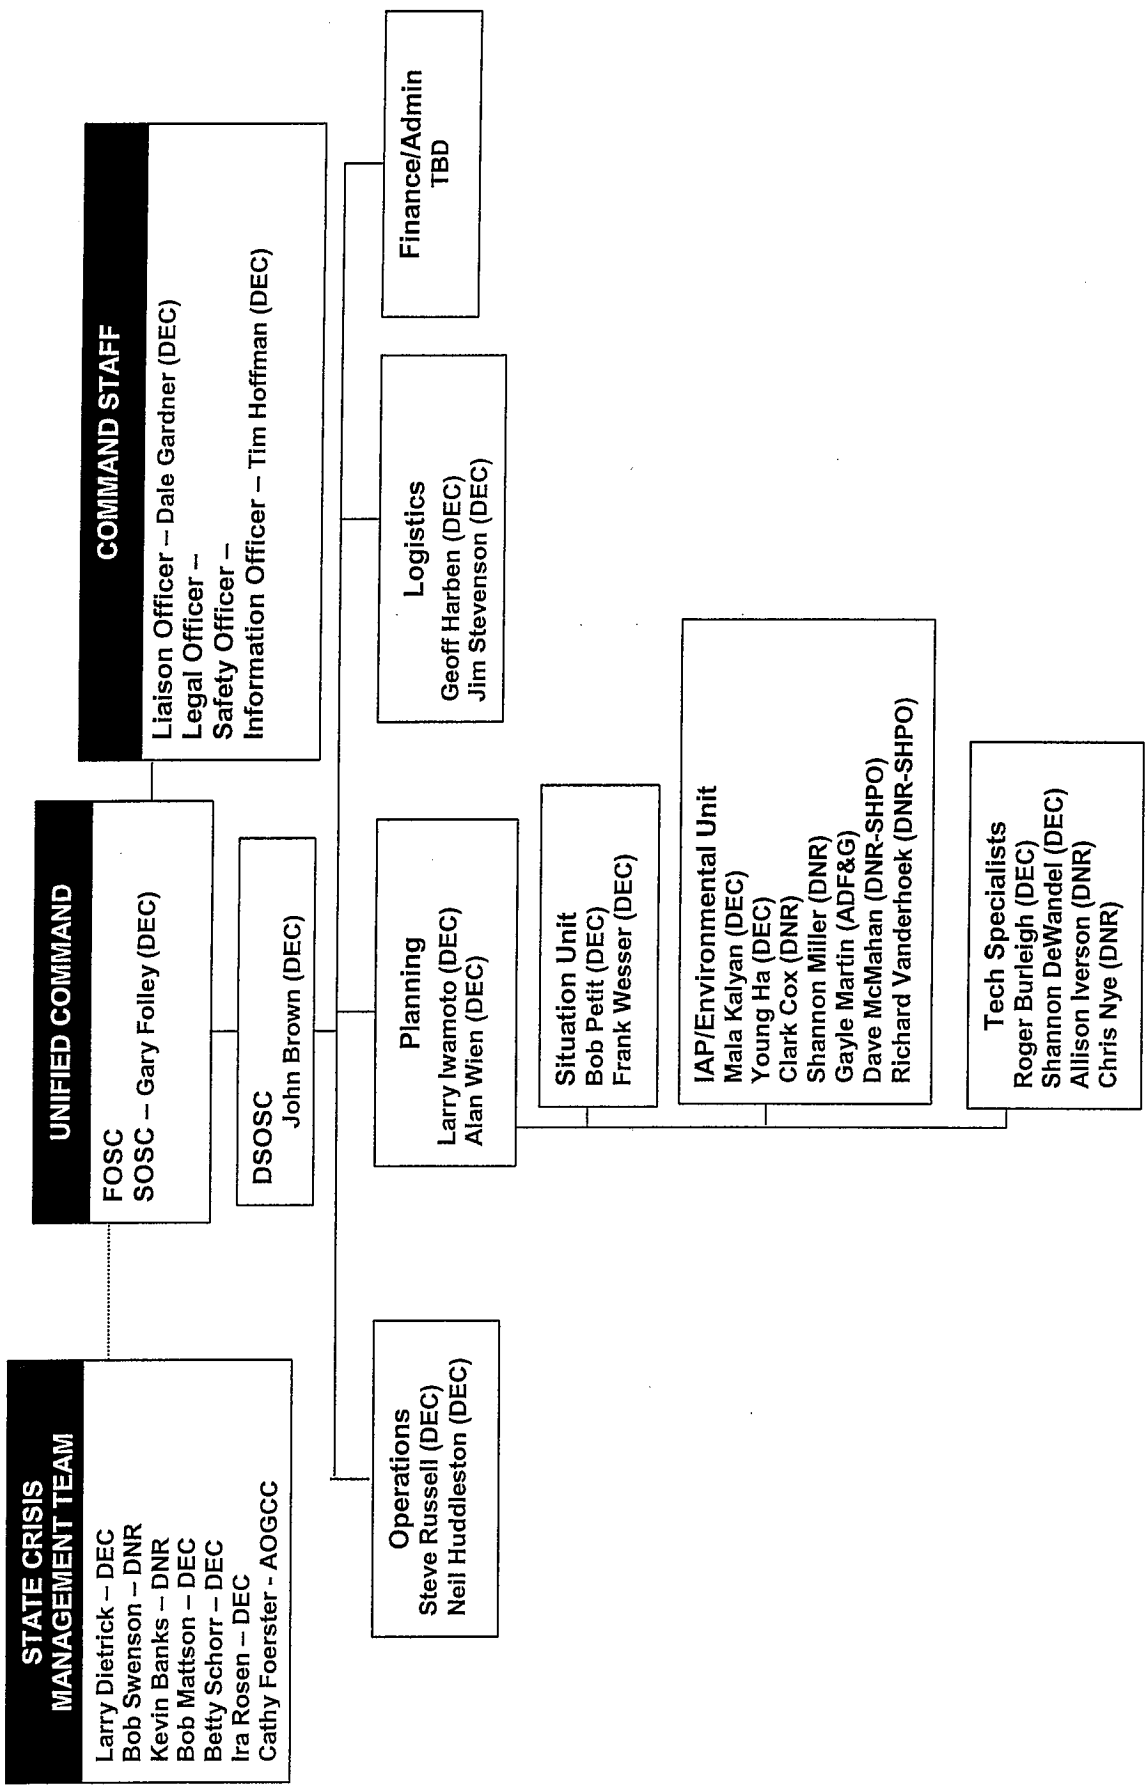 STATE CRISIS
MANAGEMENT TEAM
Larry Dietrick – DEC
Bob Swenson – DNR
Kevin Banks – DNR
Bob Mattson – DEC
Betty Schorr – DEC
Ira Rosen – DEC
Cathy Foerster - AOGCC
UNIFIED COMMAND
FOSC
SOSC – Gary Folley (DEC)
COMMAND STAFF
Liaison Officer – Dale Gardner (DEC)
Legal Officer –
Safety Officer –
Information Officer – Tim Hoffman (DEC)
DSOSC
John Brown (DEC)
Operations
Steve Russell (DEC)
Neil Huddleston (DEC)
Planning
Larry Iwamoto (DEC)
Alan Wien (DEC)
Logistics
Geoff Harben (DEC)
Jim Stevenson (DEC)
Finance/Admin
TBD
Situation Unit
Bob Petit (DEC)
Frank Wesser (DEC)
IAP/Environmental Unit
Mala Kalyan (DEC)
Young Ha (DEC)
Clark Cox (DNR)
Shannon Miller (DNR)
Gayle Martin (ADF&G)
Dave McMahan (DNR-SHPO)
Richard Vanderhoek (DNR-SHPO)
Tech Specialists
Roger Burleigh (DEC)
Shannon DeWandel (DEC)
Allison Iverson (DNR)
Chris Nye (DNR)